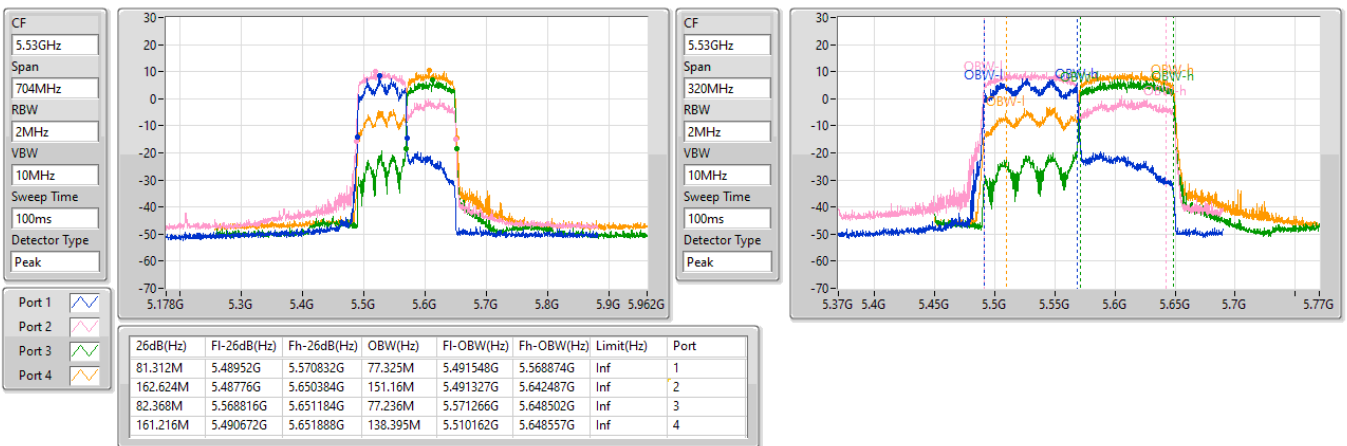 CF
5.53GHz
Span
704MHz
RBW
2MHz
VBW
10MHz
Sweep Time
100ms
Detector Type
Peak
Port 1
Port 2
Port 3
Port 4
30
20
10
0
-10
-20
-30
-40
-50
-60
-70
5.178G 5.3G 5.4G 5.5G 5.6G 5.7G 5.8G 5.9G 5.962G
CF
5.53GHz
Span
320MHz
RBW
2MHz
VBW
10MHz
Sweep Time
100ms
Detector Type
Peak
30
20
10
0
-10
-20
-30
-40
-50
-60
-70
OBW-l
OBW-l
OBW-l
OBW-h
OBW-h
OBW-h
OBW-h
5.37G 5.4G 5.45G 5.5G 5.55G 5.6G 5.65G 5.7G 5.77G
26dB(Hz) Fl-26dB(Hz) Fh-26dB(Hz) OBW(Hz) Fl-OBW(Hz) Fh-OBW(Hz) Limit(Hz) Port
81.312M 5.48952G 5.570832G 77.325M 5.491548G 5.568874G Inf 1
162.624M 5.48776G 5.650384G 151.16M 5.491327G 5.642487G Inf 2
82.368M 5.568816G 5.651184G 77.236M 5.571266G 5.648502G Inf 3
161.216M 5.490672G 5.651888G 138.395M 5.510162G 5.648557G Inf 4